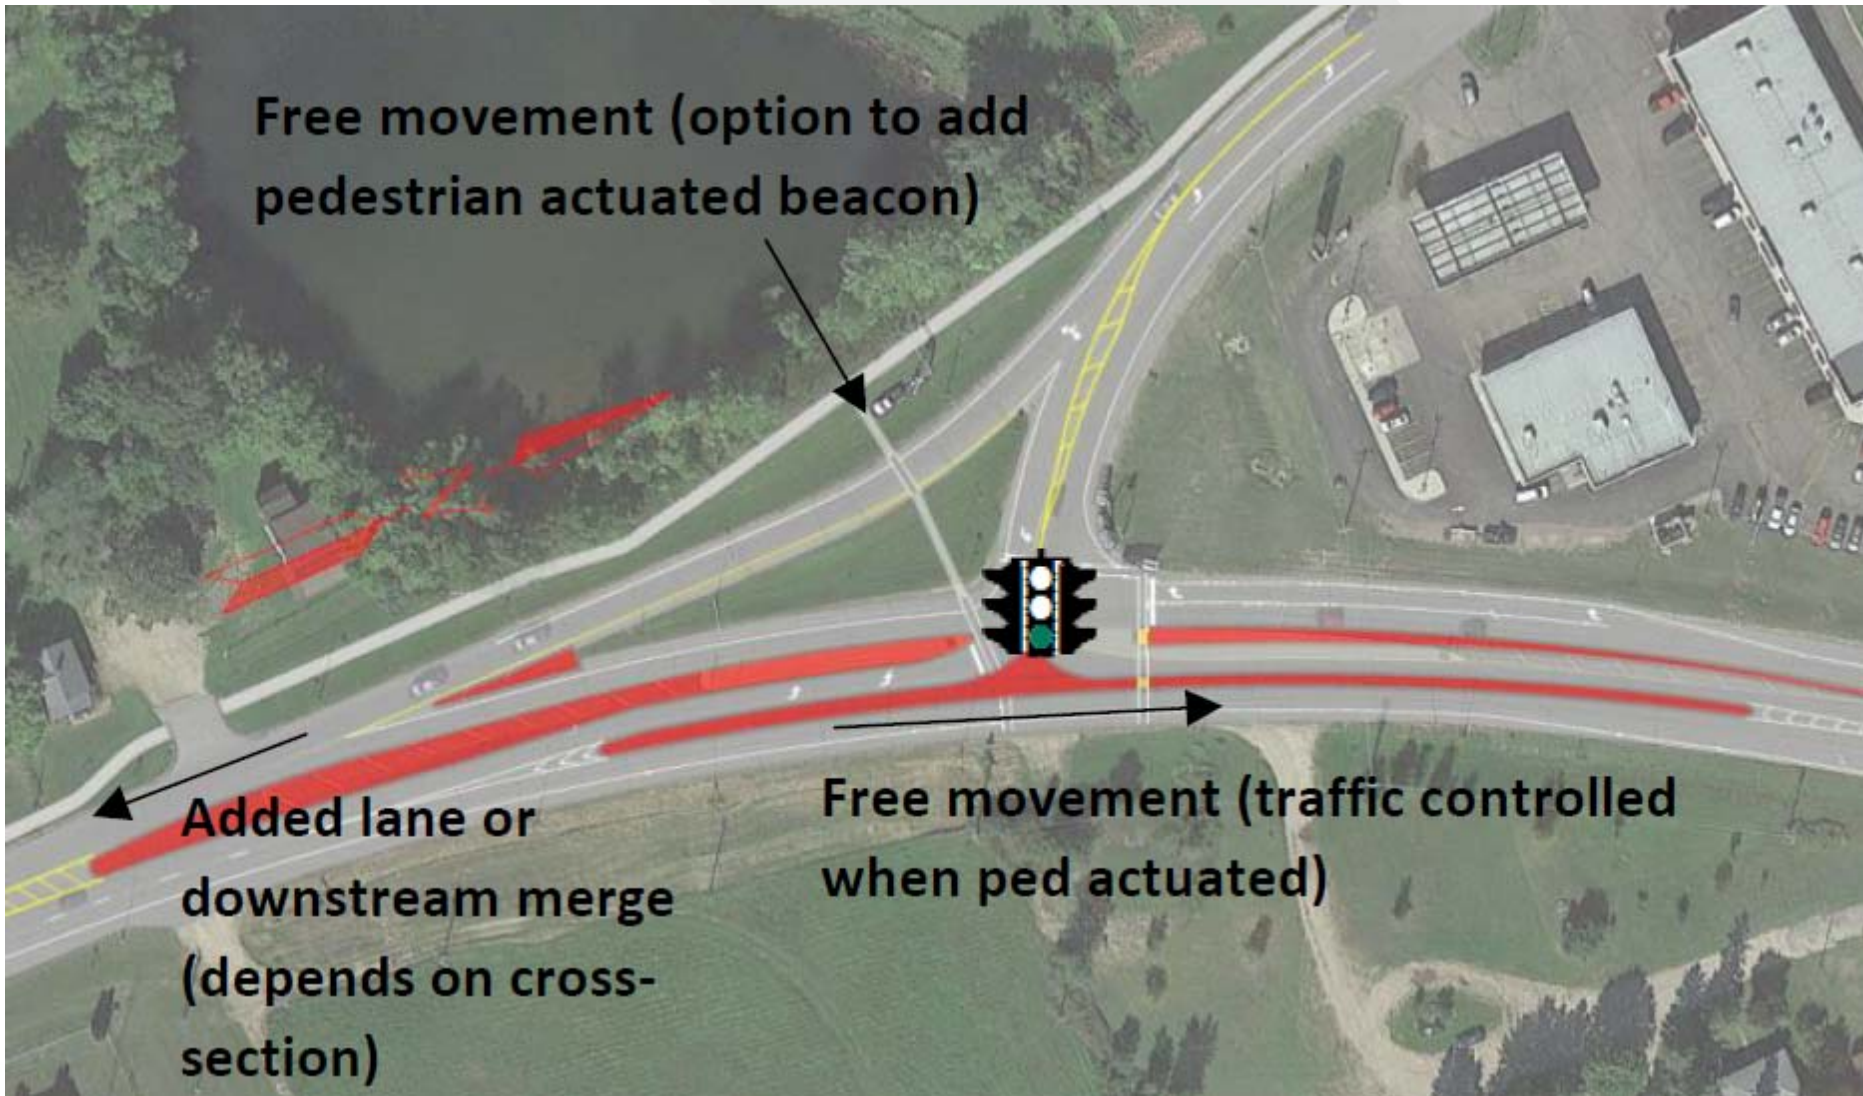 Free movement (option to add
pedestrian actuated beacon)
Added lane or
downstream merge
(depends on cross-
section)
Free movement (traffic controlled
when ped actuated)